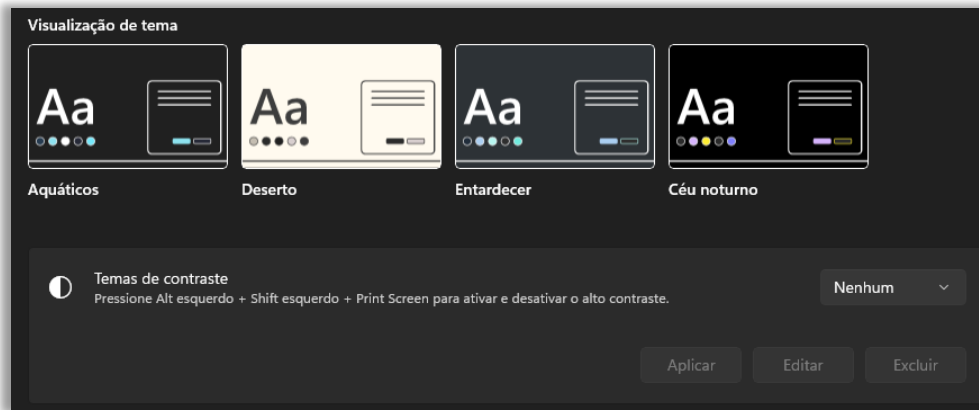 Visualização de tema
Aa
Aa
Aa
Aa
Aquáticos
Deserto
Entardecer
Céu noturno
Temas de contraste
Pressione Alt esquerdo + Shift esquerdo + Print Screen para ativar e desativar o alto contraste.
Nenhum
Aplicar
Editar
Excluir